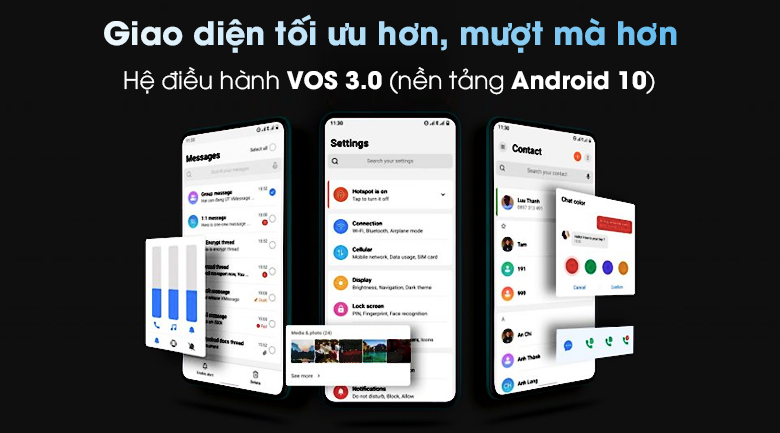 Giao diện tối ưu hơn, mượt mà hơn
Hệ điều hành VOS 3.0 (nền tảng Android 10)
11:30
Messages
Select all
Search your messages
Group message
1:1 message
Encrypt thread
Enable alert
Delete
11:30
Settings
Search your settings
Hotspot is on
Tap to turn it off
Connection
Wi-Fi, Bluetooth, Airplane mode
Cellular
Mobile network, Data usage, SIM card
Display
Brightness, Navigation, Dark theme
Lock screen
PIN, Fingerprint, Face recognition
Media & photo (24)
See more >
Notifications
Do not disturb, Block, Allow
11:30
Contact
Search your contact
Luu Thanh
Tam
191
999
A
An Chi
Anh Thành
CH
Anh Long
Chat color
Cancel
Confirm